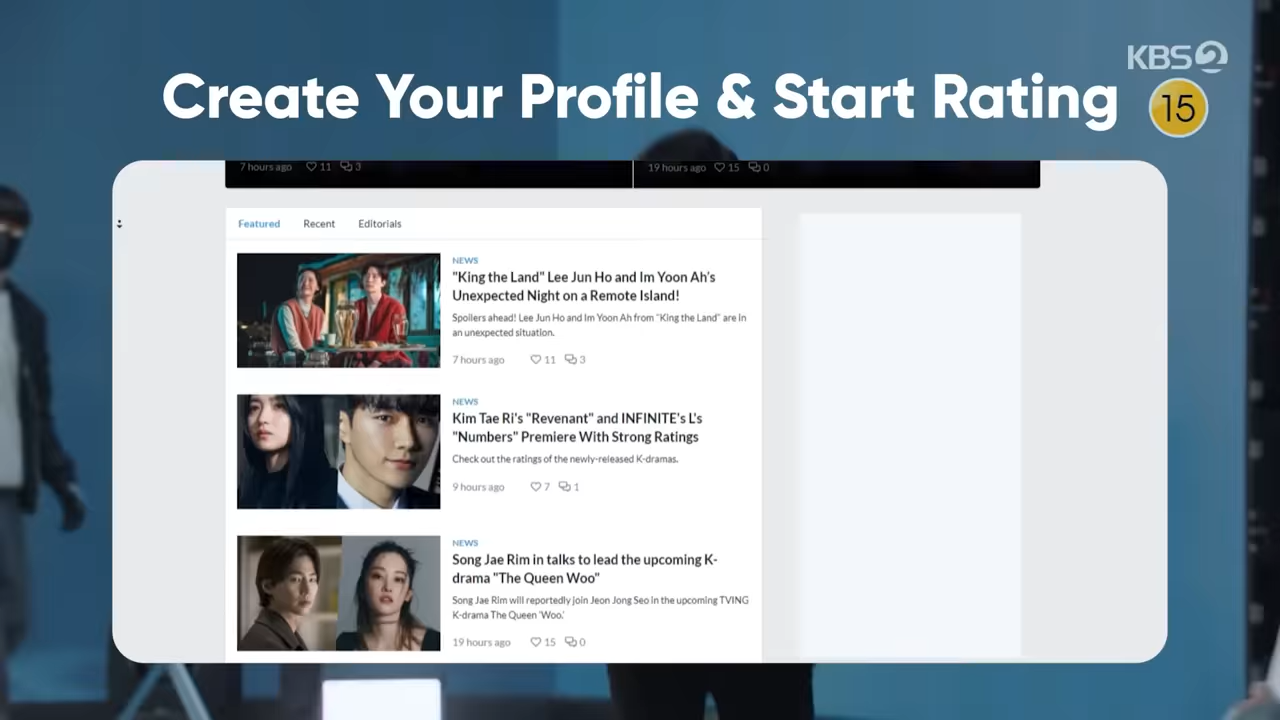 KBS2
Create Your Profile & Start Rating
15
7 hours ago 11 3
19 hours ago 15 0
Featured Recent Editorials
NEWS
"King the Land" Lee Jun Ho and Im Yoon Ah's
Unexpected Night on a Remote Island!
Spoilers ahead! Lee Jun Ho and Im Yoon Ah from "King the Land" are in
an unexpected situation.
7 hours ago 11 3
NEWS
Kim Tae Ri's "Revenant" and INFINITE's L's
"Numbers" Premiere With Strong Ratings
Check out the ratings of the newly-released K-dramas.
9 hours ago 7 1
NEWS
Song Jae Rim in talks to lead the upcoming K-
drama "The Queen Woo"
Song Jae Rim will reportedly join Jeon Jong Seo in the upcoming TVING
K-drama The Queen 'Woo.'
19 hours ago 15 0